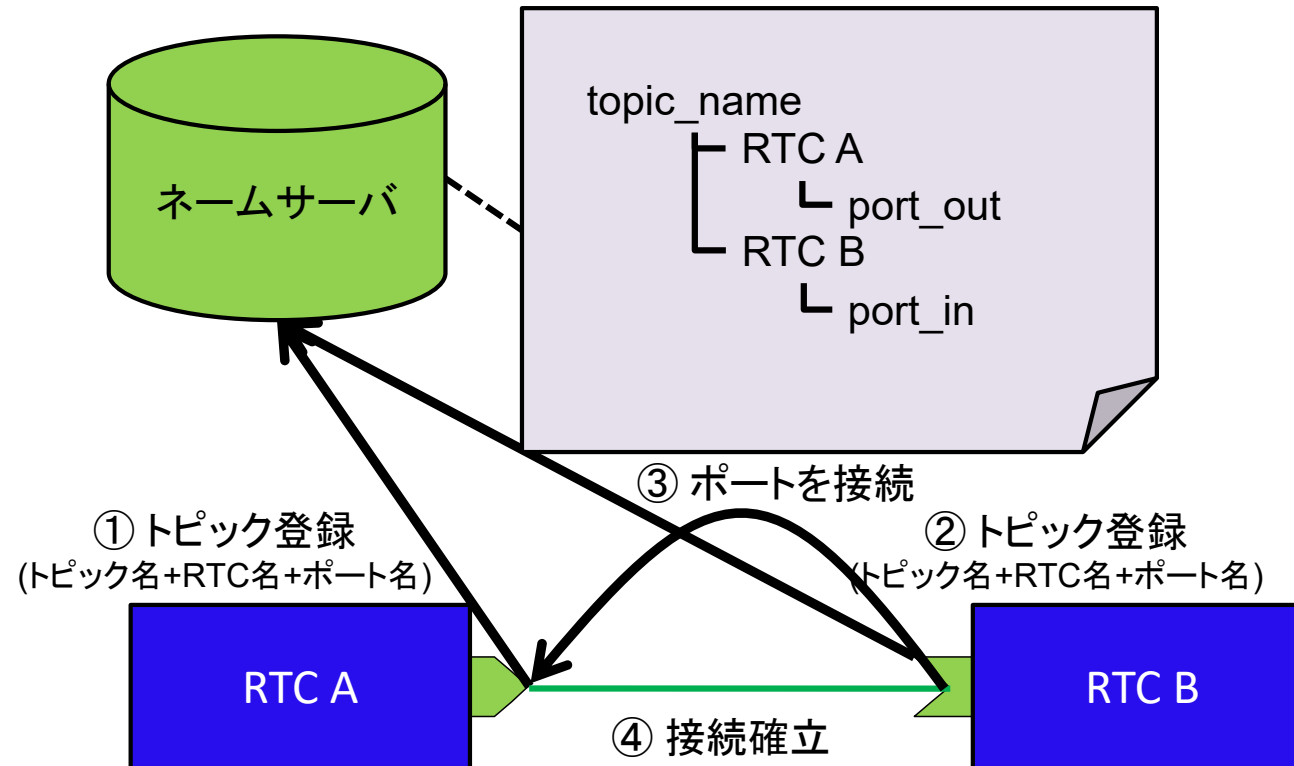 ネームサーバ
topic_name
RTC A
port_out
RTC B
port_in
③ ポートを接続
① トピック登録
(トピック名+RTC名+ポート名)
② トピック登録
(トピック名+RTC名+ポート名)
RTC A
RTC B
④ 接続確立